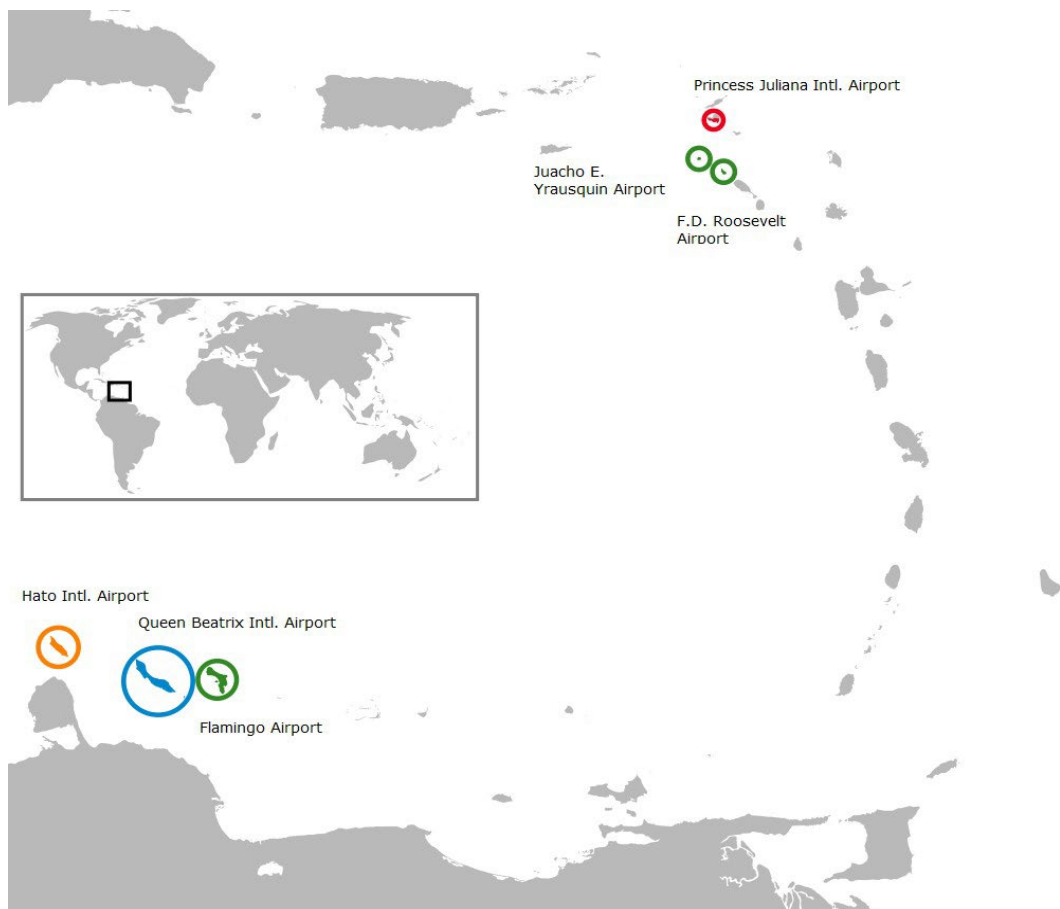 Princess Juliana Intl. Airport
Juacho E.
Yrausquin Airport
F.D. Roosevelt
Airport
Hato Intl. Airport
Queen Beatrix Intl. Airport
Flamingo Airport